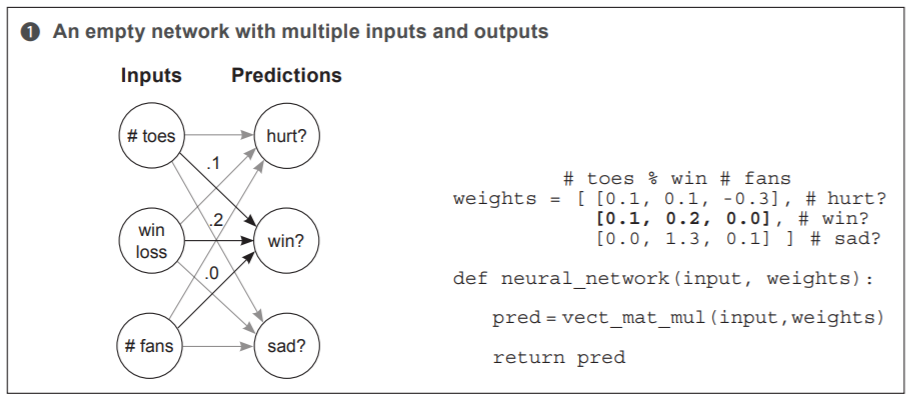 1 An empty network with multiple inputs and outputs
Inputs Predictions
# toes
hurt?
.1
win
loss
.2
win?
.0
# fans
sad?
# toes % win # fans
weights = [ [0.1, 0.1, -0.3], # hurt?
[0.1, 0.2, 0.0], # win?
[0.0, 1.3, 0.1] ] # sad?
def neural_network(input, weights):
pred = vect_mat_mul(input,weights)
return pred